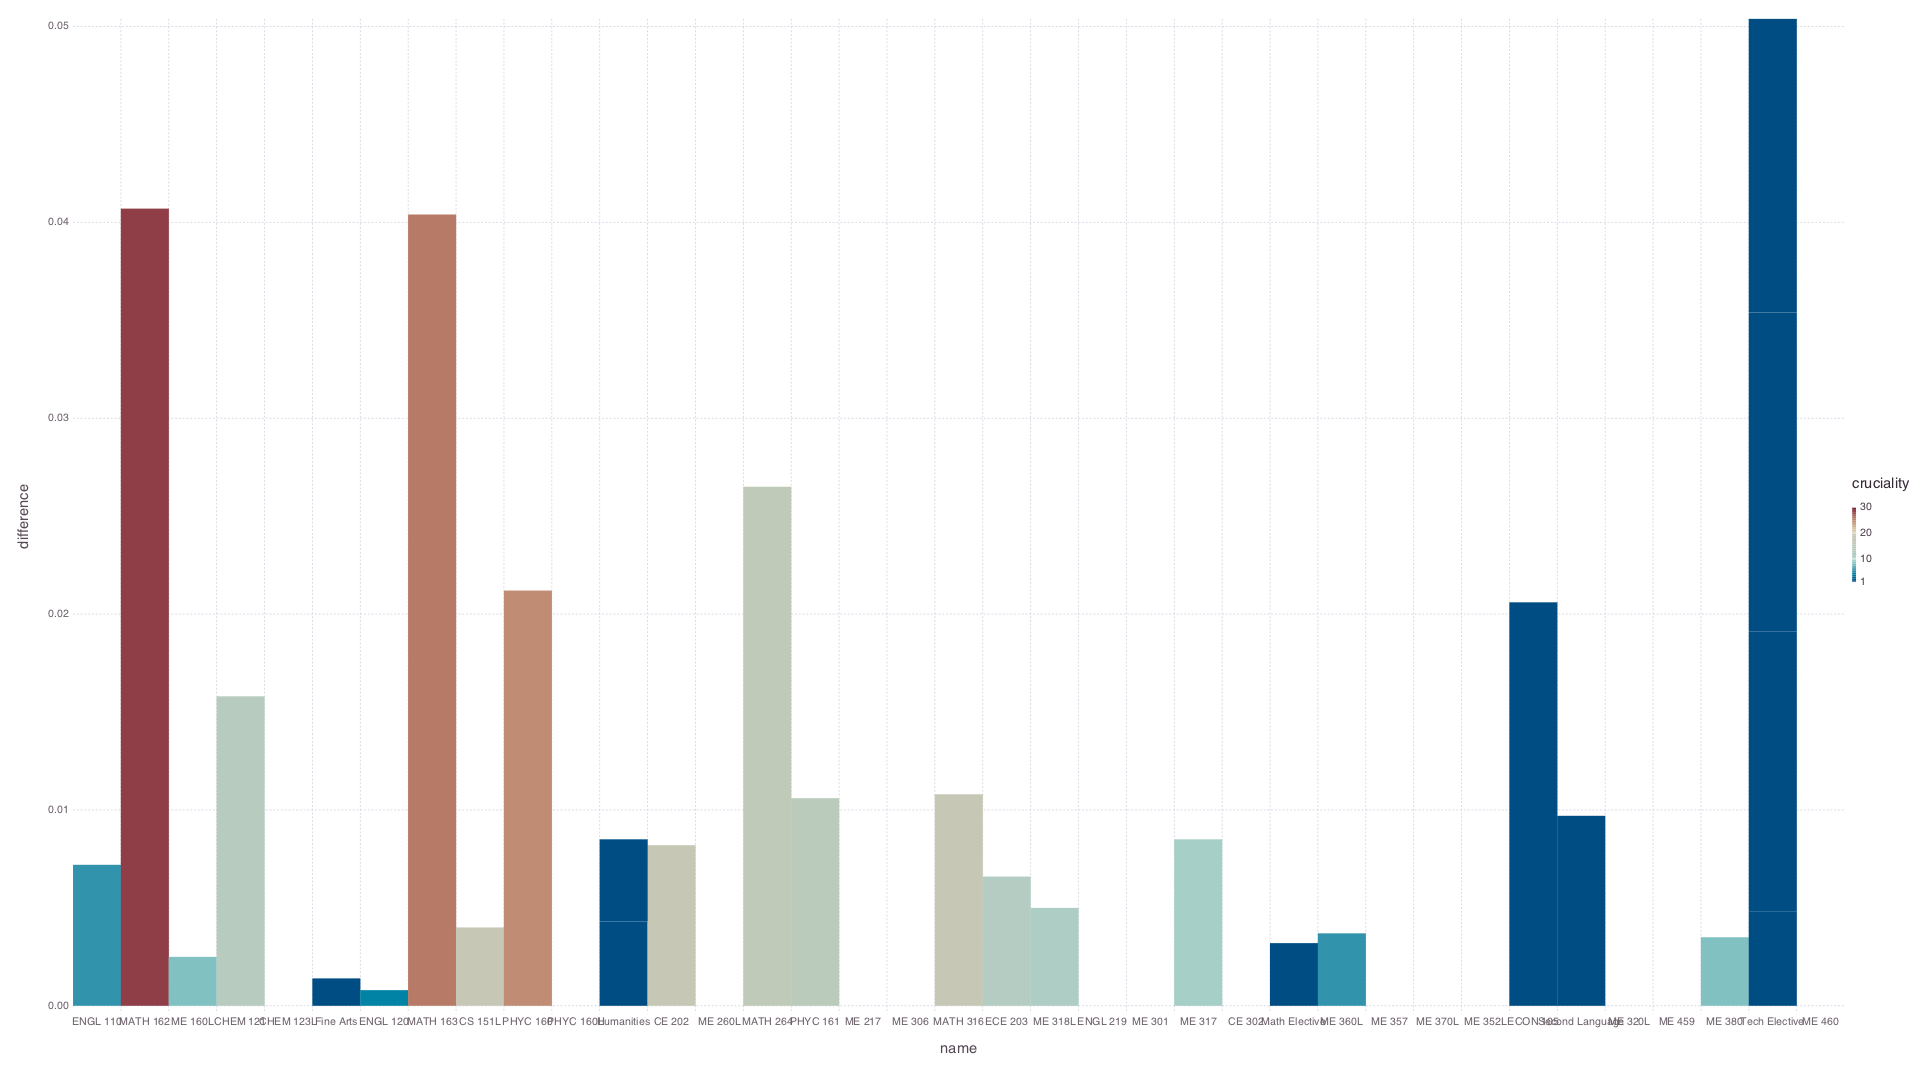 0.05
0.04
0.03
0.02
0.01
0.00
difference
ENGL 110 MATH 162 ME 160L CHEM 121 CHEM 123L Fine Arts ENGL 120 MATH 163 CS 151L PHYC 160 PHYC 160L Humanities CE 202 ME 260L MATH 264 PHYC 161 ME 217 ME 306 MATH 316 ECE 203 ME 318L ENGL 219 ME 301 ME 317 CE 302 Math Elective ME 360L ME 357 ME 370L ME 352L ECON 105 Second Language ME 320L ME 459 ME 380 Tech Elective ME 460
name
cruciality
30
20
10
1